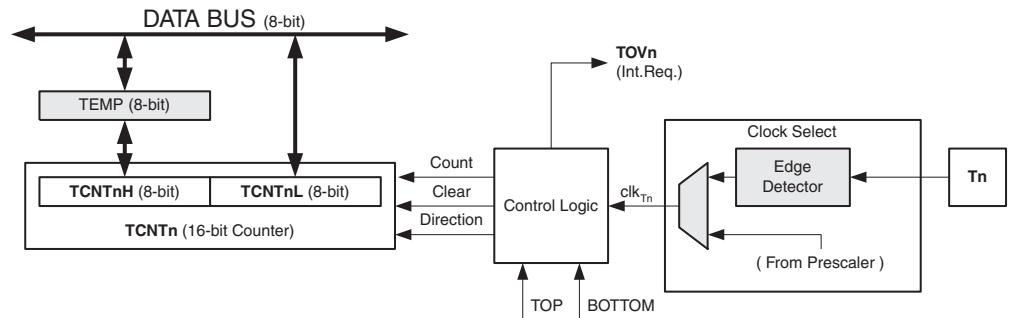 DATA BUS (8-bit)
TOVn
(Int.Req.)
TEMP (8-bit)
Clock Select
Count
Edge
Detector
Tn
TCNTnH (8-bit) TCNTnL (8-bit)
Clear
Control Logic
clkTn
TCNTn (16-bit Counter)
Direction
( From Prescaler )
TOP
BOTTOM